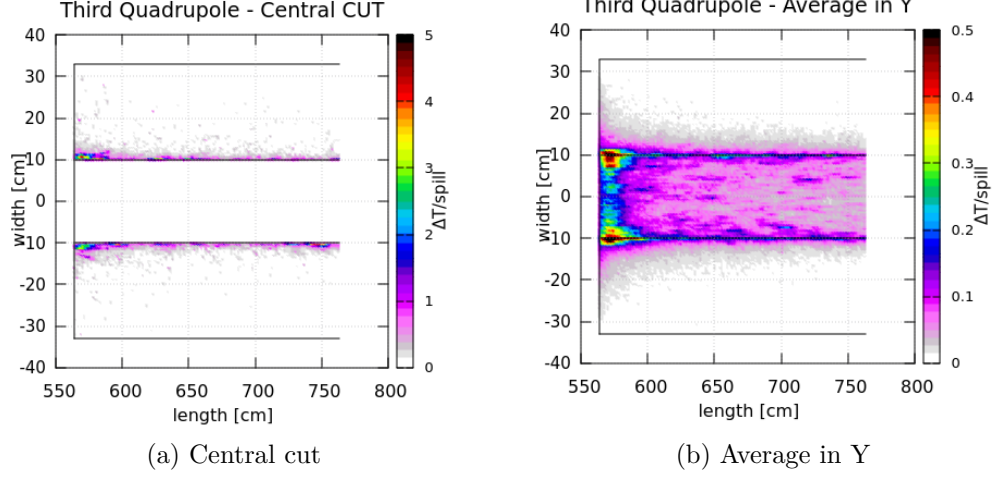 Third Quadrupole - Central CUT
40
30
20
10
0
-10
-20
-30
-40
width [cm]
550 600 650 700 750 800
length [cm]
5
4
3
2
1
0
ΔT/spill
(a) Central cut
Third Quadrupole - Average in Y
40
30
20
10
0
-10
-20
-30
-40
width [cm]
550 600 650 700 750 800
length [cm]
0.5
0.4
0.3
0.2
0.1
0
ΔT/spill
(b) Average in Y